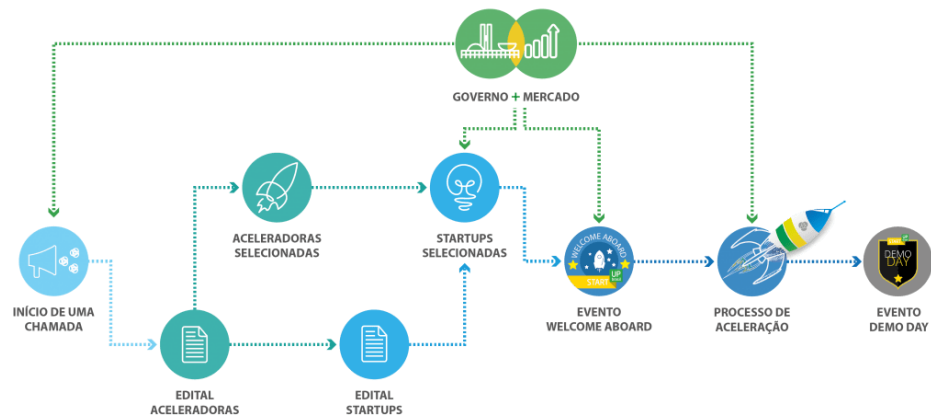 GOVERNO + MERCADO
ACELERADORAS
SELECIONADAS
STARTUPS
SELECIONADAS
WELCOME ABOARD
START
UP
DEMO
DAY
INÍCIO DE UMA
CHAMADA
EVENTO
WELCOME ABOARD
PROCESSO DE
ACELERAÇÃO
EVENTO
DEMO DAY
EDITAL
ACELERADORAS
EDITAL
STARTUPS